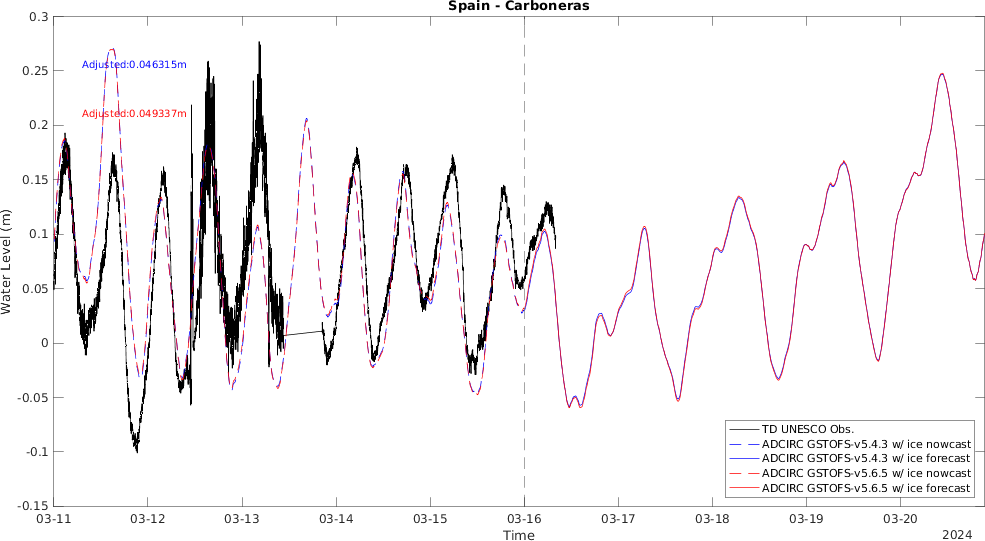 Spain - Carboneras
0.3
0.25
0.2
0.15
0.1
0.05
0
-0.05
-0.1
-0.15
Water Level (m)
Adjusted:0.046315m
Adjusted:0.049337m
TD UNESCO Obs.
ADCIRC GSTOFS-v5.4.3 w/ ice nowcast
ADCIRC GSTOFS-v5.4.3 w/ ice forecast
ADCIRC GSTOFS-v5.6.5 w/ ice nowcast
ADCIRC GSTOFS-v5.6.5 w/ ice forecast
03-11 03-12 03-13 03-14 03-15 03-16 03-17 03-18 03-19 03-20
Time
2024